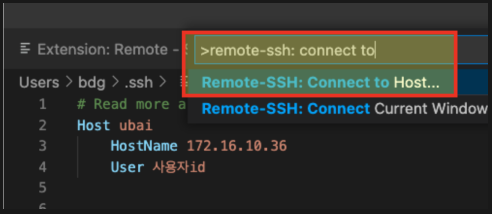 Extension: Remote -
>remote-ssh: connect to
Remote-SSH: Connect to Host...
Remote-SSH: Connect Current Window
Users > bdg > .ssh >
1 # Read more a
2 Host ubai
3 HostName 172.16.10.36
4 User 사용자id
5
6